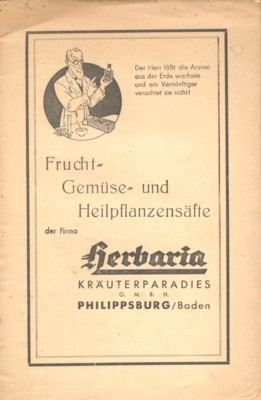 Der Herr läßt die Arznei
aus der Erde wachsen
und ein Vernünftiger
verachtet sie nicht!
Frucht-
Gemüse- und
Heilpflanzensäfte
der Firma
Herbaria
KRÄUTERPARADIES
G. M. B. H.
PHILIPPSBURG/Baden